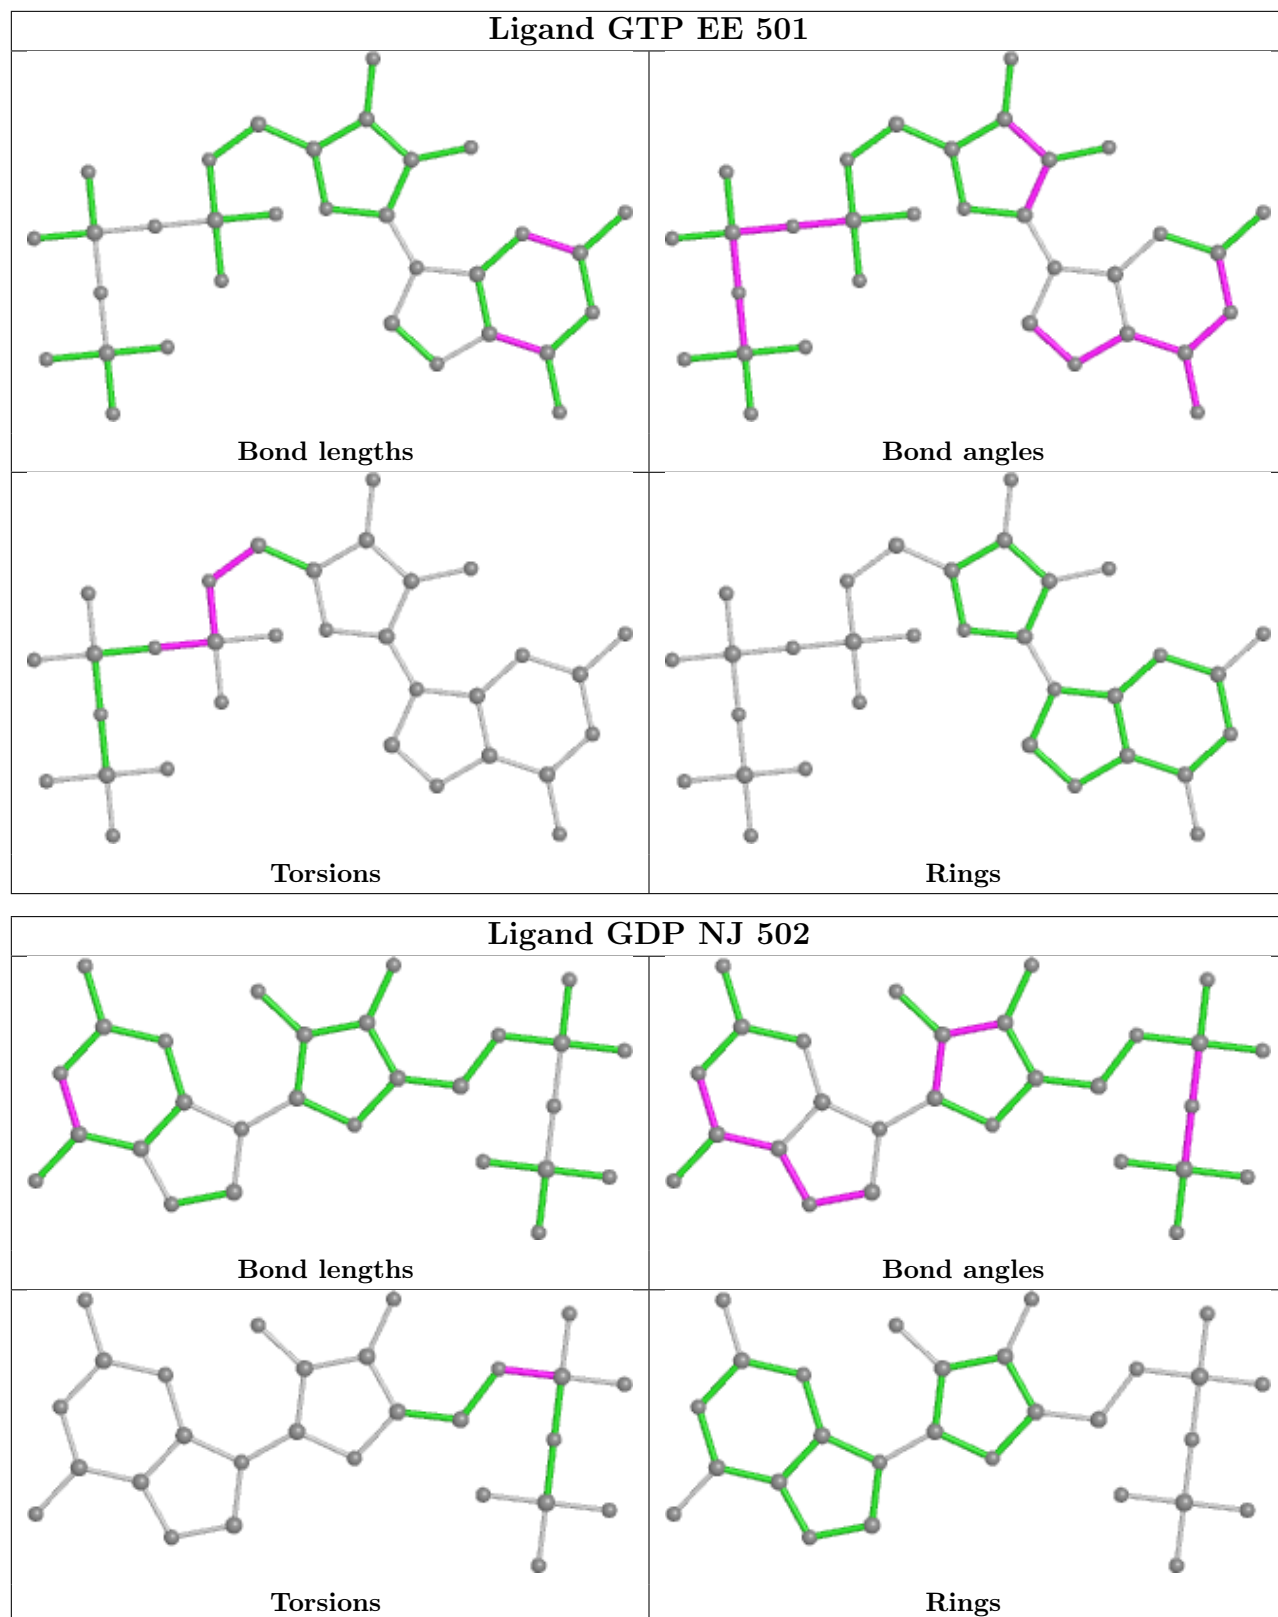 Ligand GTP EE 501
Bond lengths
Bond angles
Torsions
Rings
Ligand GDP NJ 502
Bond lengths
Bond angles
Torsions
Rings